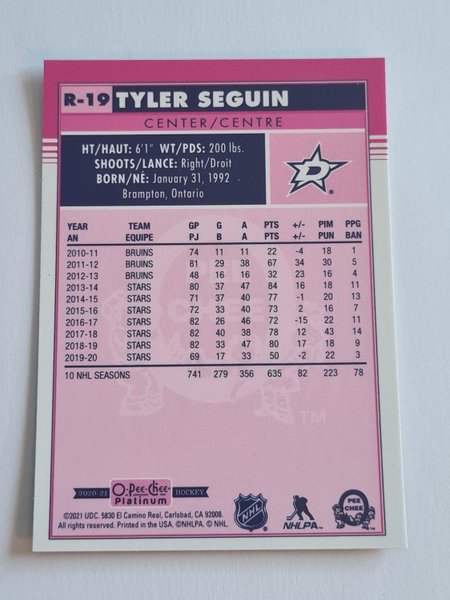 R-19 TYLER SEGUIN
CENTER/CENTRE
HT/HAUT: 6'1" WT/PDS: 200 lbs.
SHOOTS/LANCE: Right/Droit
BORN/NÉ: January 31, 1992
Brampton, Ontario
D
YEAR TEAM GP G A PTS +/- PIM PPG
AN EQUIPE PJ B A PTS +/- PUN BAN
2010-11 BRUINS 74 11 11 22 -4 18 1
2011-12 BRUINS 81 29 38 67 34 30 5
2012-13 BRUINS 48 16 16 32 23 16 4
2013-14 STARS 80 37 47 84 16 18 11
2014-15 STARS 71 37 40 77 -1 20 13
2015-16 STARS 72 33 40 73 2 16 7
2016-17 STARS 82 26 46 72 -15 22 11
2017-18 STARS 82 40 38 78 12 43 14
2018-19 STARS 82 33 47 80 17 18 9
2019-20 STARS 69 17 33 50 -2 22 3
10 NHL SEASONS 741 279 356 635 82 223 78
PEE
CHEE
TM
2020-21 O-Pee-Chee Platinum HOCKEY
©2021 UDC. 5830 El Camino Real, Carlsbad, CA 92008.
All rights reserved. Printed in the USA. ©NHLPA. © NHL.
NHL
NHLPA
PEE
CHEE